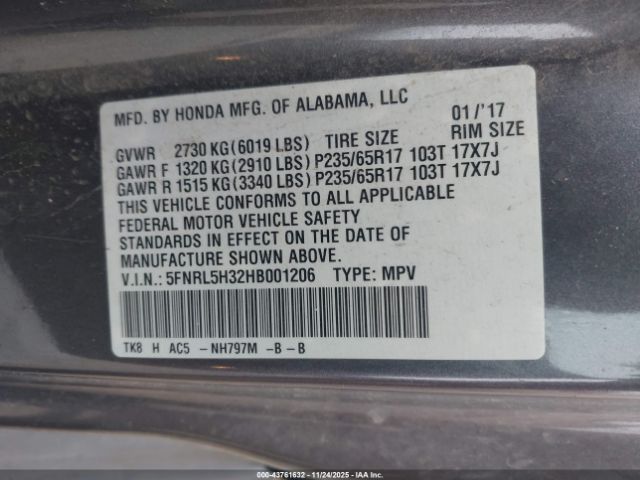 MFD. BY HONDA MFG. OF ALABAMA, LLC 01/'17
GVWR 2730 KG(6019 LBS) TIRE SIZE RIM SIZE
GAWR F 1320 KG(2910 LBS)P235/65R17 103T 17X7J
GAWR R 1515 KG(3340 LBS)P235/65R17 103T 17X7J
THIS VEHICLE CONFORMS TO ALL APPLICABLE
FEDERAL MOTOR VEHICLE SAFETY
STANDARDS IN EFFECT ON THE DATE OF
MANUFACTURE SHOWN ABOVE.
V.I.N.: 5FNRL5H32HB001206 TYPE: MPV
TK8 H AC5 -NH797M -B-B
000-43761632 - 11/24/2025 - IAAI.COM